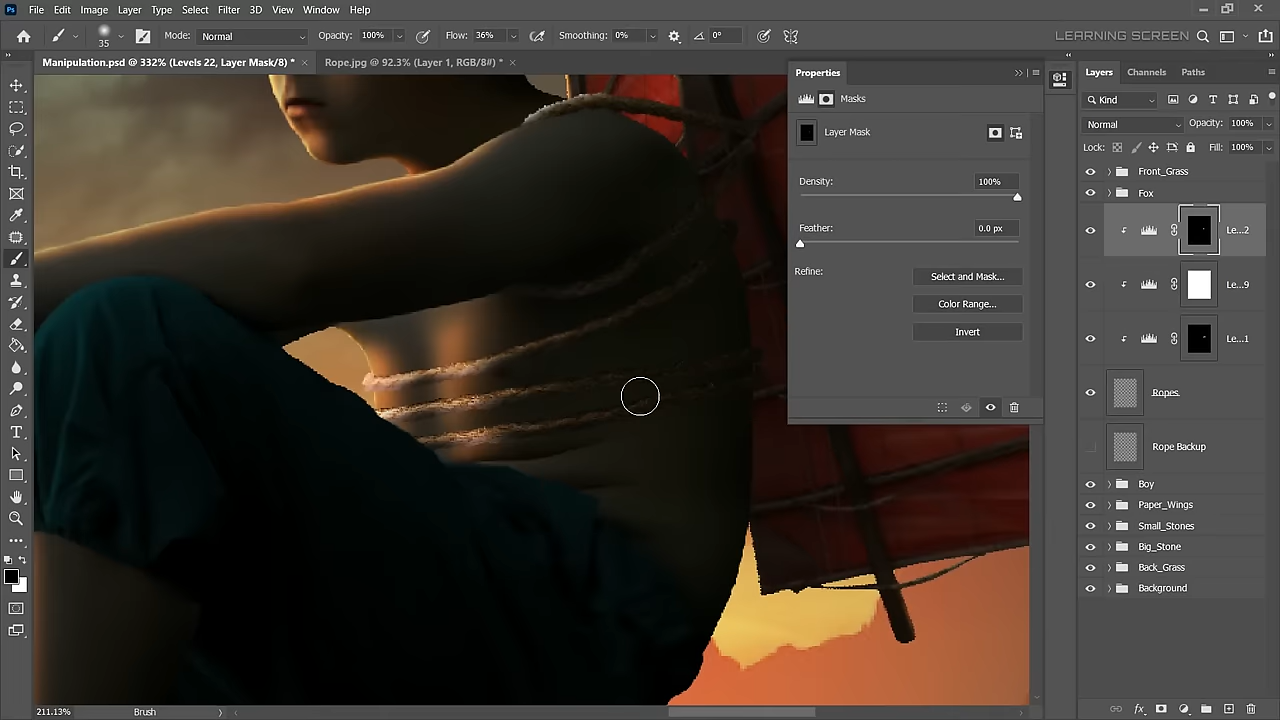 Ps File Edit Image Layer Type Select Filter 3D View Window Help
35 Mode: Normal Opacity: 100% Flow: 36% Smoothing: 0% 0° LEARNING SCREEN
Manipulation.psd @ 332% (Levels 22, Layer Mask/8) * × Rope.jpg @ 92.3% (Layer 1, RGB/8#) * ×
Properties
Masks
Layer Mask
Density: 100%
Feather: 0.0 px
Refine: Select and Mask...
Color Range...
Invert
Layers Channels Paths
Kind
Normal Opacity: 100%
Lock: Fill: 100%
Front_Grass
Fox
Le...2
Le...9
Le...1
Ropes
Rope Backup
Boy
Paper_Wings
Small_Stones
Big_Stone
Back_Grass
Background
211.13% Brush